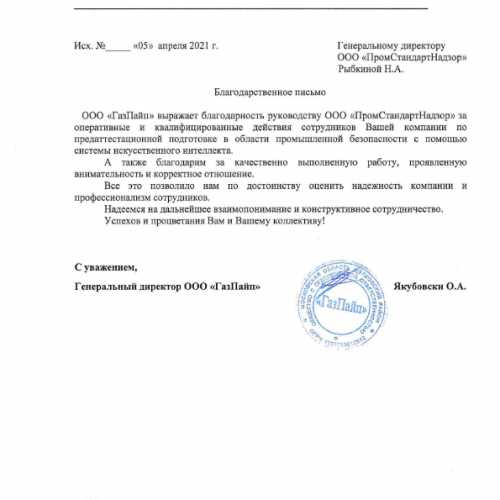 Исх. №_____ «05» апреля 2021 г.
Генеральному директору
ООО «ПромСтандартНадзор»
Рыбкиной Н.А.
Благодарственное письмо
ООО «ГазПайп» выражает благодарность руководству ООО «ПромСтандартНадзор» за
оперативные и квалифицированные действия сотрудников Вашей компании по
предаттестационной подготовке в области промышленной безопасности с помощью
системы искусственного интеллекта.
А также благодарим за качественно выполненную работу, проявленную
внимательность и корректное отношение.
Все это позволило нам по достоинству оценить надежность компании и
профессионализм сотрудников.
Надеемся на дальнейшее взаимопонимание и конструктивное сотрудничество.
Успехов и процветания Вам и Вашему коллективу!
С уважением,
Генеральный директор ООО «ГазПайп»
Якубовски О.А.
«ГазПайп»